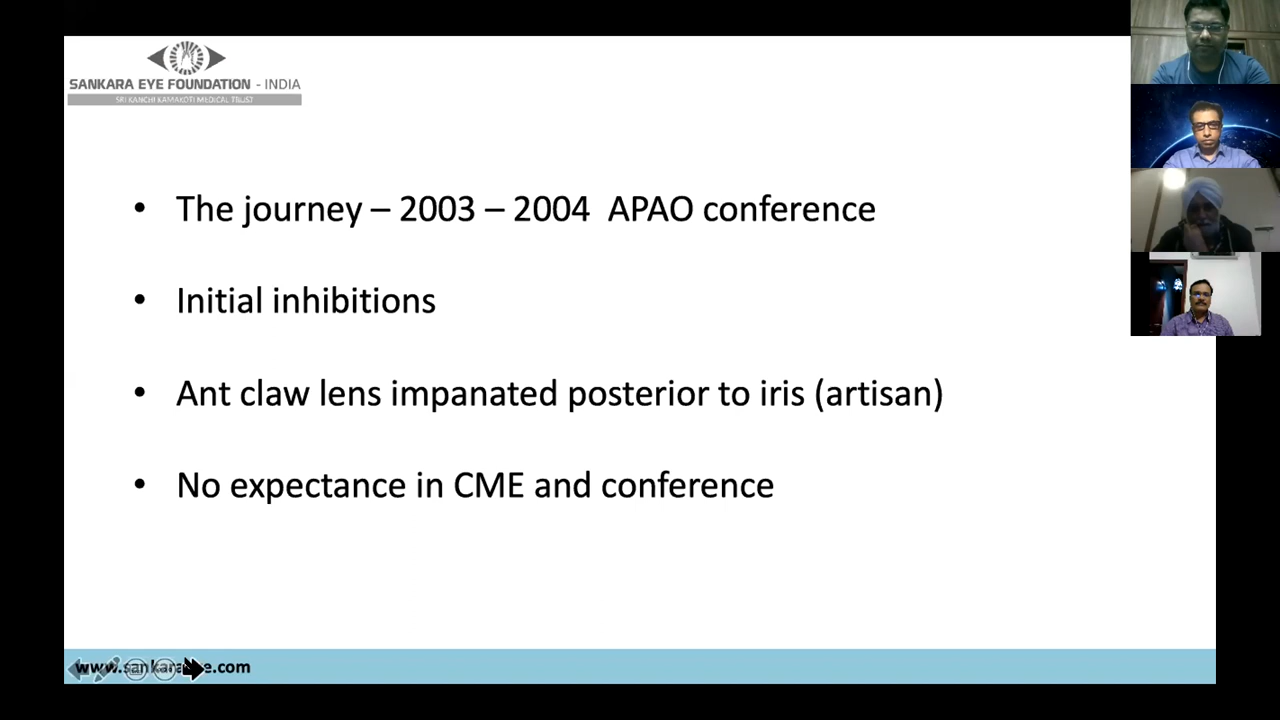 SANKARA EYE FOUNDATION - INDIA
SRI KANCHI KAMAKOTI MEDICAL TRUST
• The journey – 2003 – 2004 APAO conference
• Initial inhibitions
• Ant claw lens impanated posterior to iris (artisan)
• No expectance in CME and conference